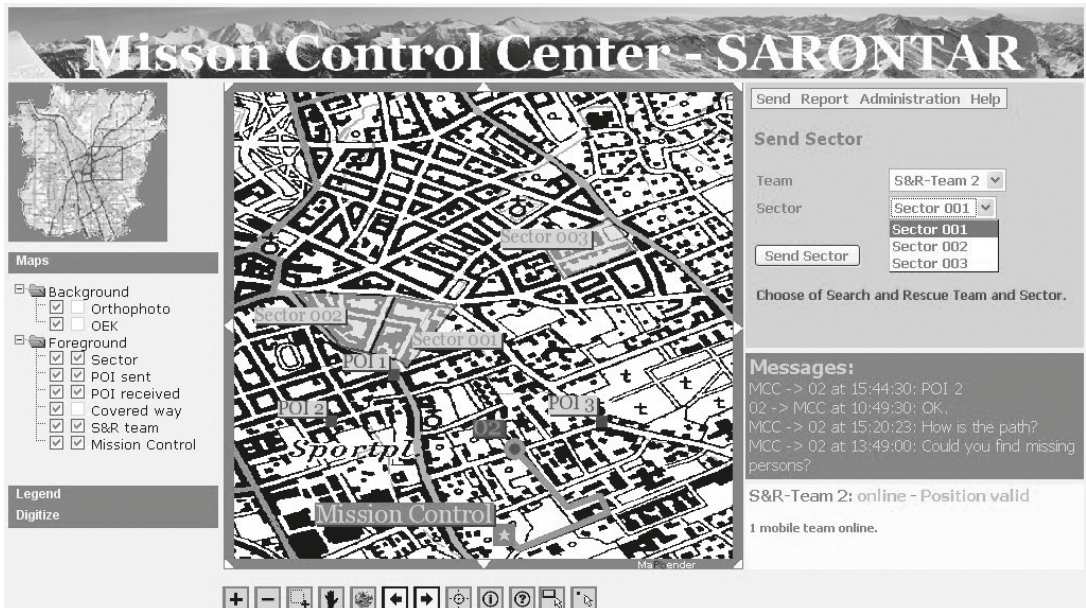 Misson Control Center - SARONTAR
Maps
Background
Orthophoto
OEK
Foreground
Sector
POI sent
POI received
Covered way
S&R team
Mission Control
Legend
Digitize
Sector 003
Sector 002
Sector 001
POI 1
POI 2
POI 3
02
Sportpl.
Mission Control
Send Report Administration Help
Send Sector
Team S&R-Team 2
Sector Sector 001
Sector 001
Sector 002
Sector 003
Send Sector
Choose of Search and Rescue Team and Sector.
Messages:
MCC -> 02 at 15:44:30: POI 2
02 -> MCC at 10:49:30: OK.
MCC -> 02 at 15:20:23: How is the path?
MCC -> 02 at 13:49:00: Could you find missing
persons?
S&R-Team 2: online - Position valid
1 mobile team online.